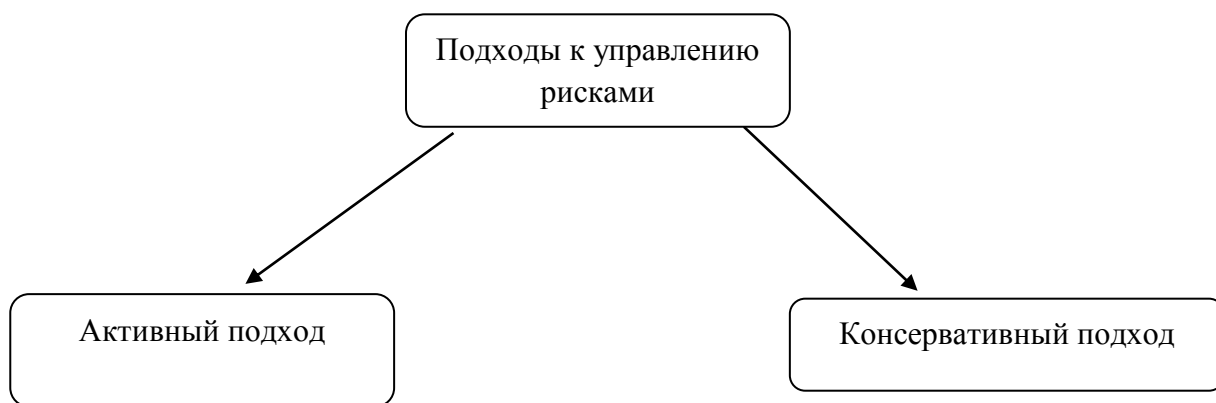 Подходы к управлению
рисками
Активный подход
Консервативный подход